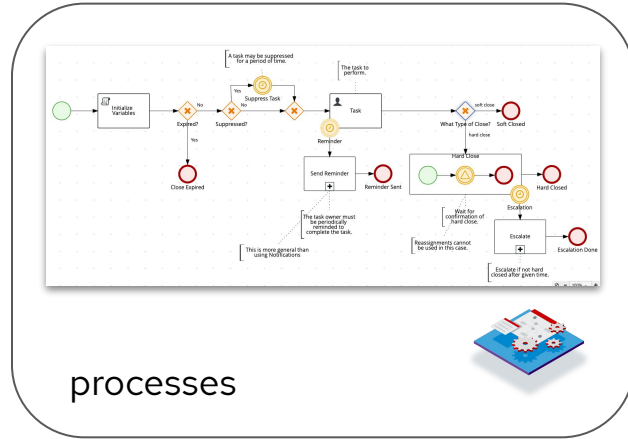 A task may be suppressed
for a period of time.
The task to
perform.
Yes
Suppress Task
Initialize
Variables
No
No
Task
soft close
Expired?
Suppressed?
What Type of Close?
Soft Closed
Yes
Reminder
hard close
Hard Close
Close Expired
Send Reminder
Reminder Sent
Hard Closed
Escalation
The task owner must
be periodically
reminded to
complete the task.
Wait for
confirmation of
hard close.
This is more general than
using Notifications
Reassignments cannot
be used in this case.
Escalate
Escalation Done
Escalate if not hard
closed after given time.
processes